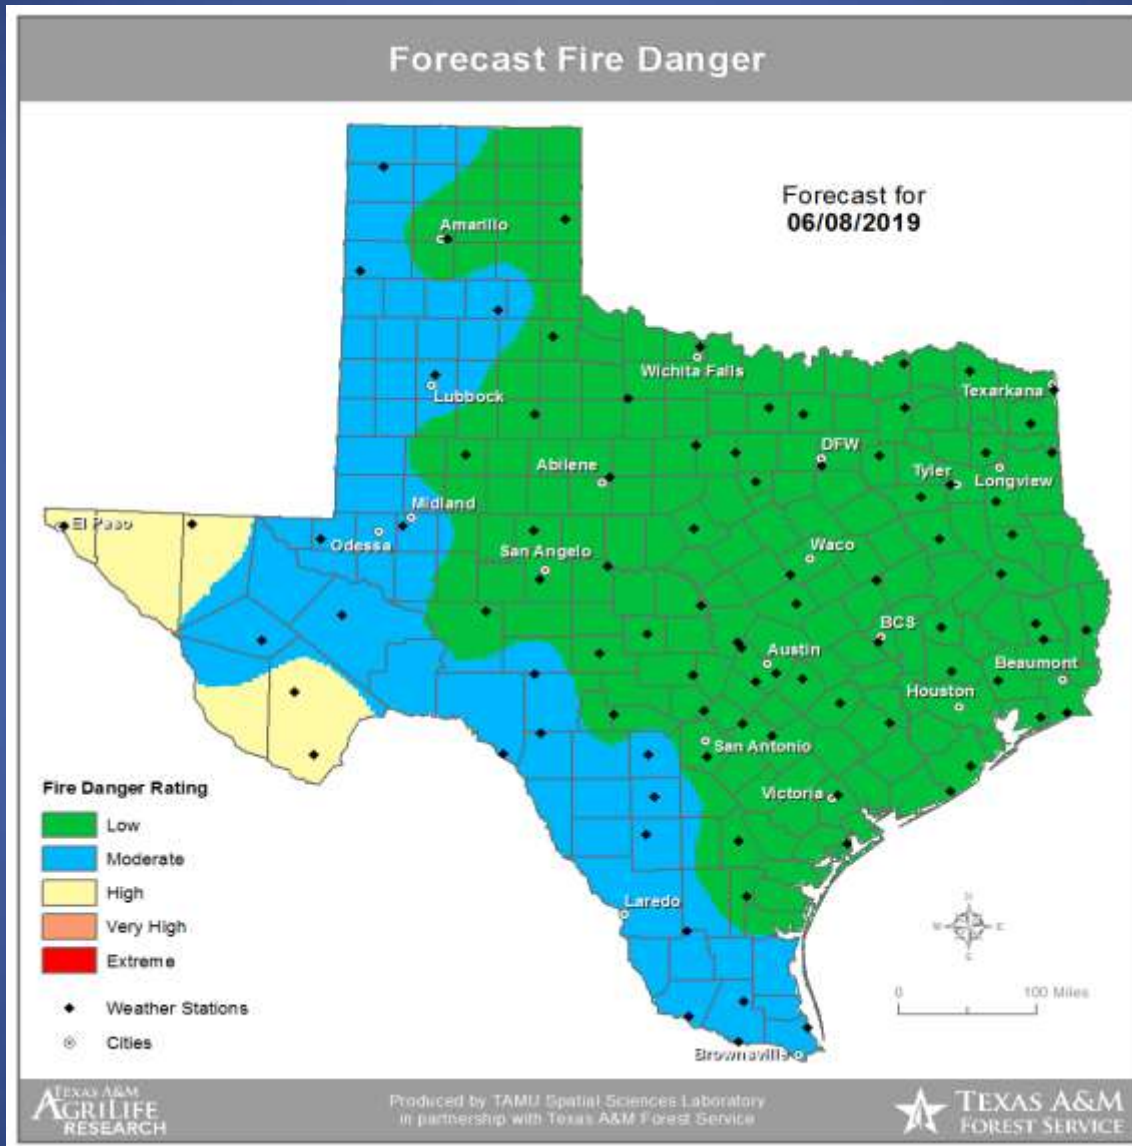 Forecast Fire Danger
Forecast for
06/08/2019
Amarillo
Wichita Falls
Lubbock
Texarkana
DFW
Abilene
Tyler
Longview
Midland
El Paso
Odessa
San Angelo
Waco
BCS
Austin
Beaumont
Houston
San Antonio
Victoria
Laredo
Brownsville
Fire Danger Rating
Low
Moderate
High
Very High
Extreme
Weather Stations
Cities
N
W E
S
0 100 Miles
TEXAS A&M
AGRILIFE
RESEARCH
Produced by TAMU Spatial Sciences Laboratory
in partnership with Texas A&M Forest Service
TEXAS A&M
FOREST SERVICE